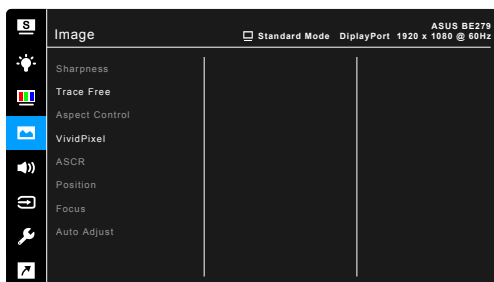 S
Image
Standard Mode DiplayPort 1920 x 1080 @ 60Hz
ASUS BE279
Sharpness
Trace Free
Aspect Control
VividPixel
ASCR
Position
Focus
Auto Adjust